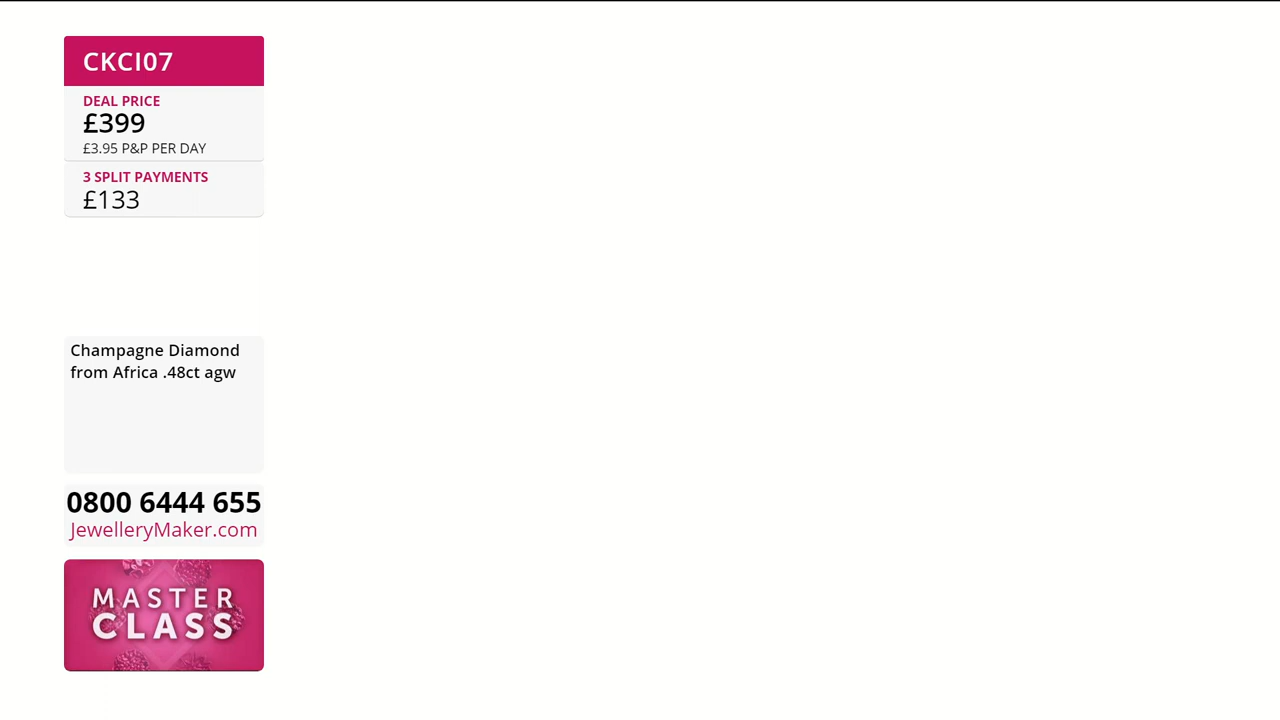 CKCI07
DEAL PRICE
£399
£3.95 P&P PER DAY
3 SPLIT PAYMENTS
£133
Champagne Diamond
from Africa .48ct agw
0800 6444 655
JewelleryMaker.com
MASTER
CLASS